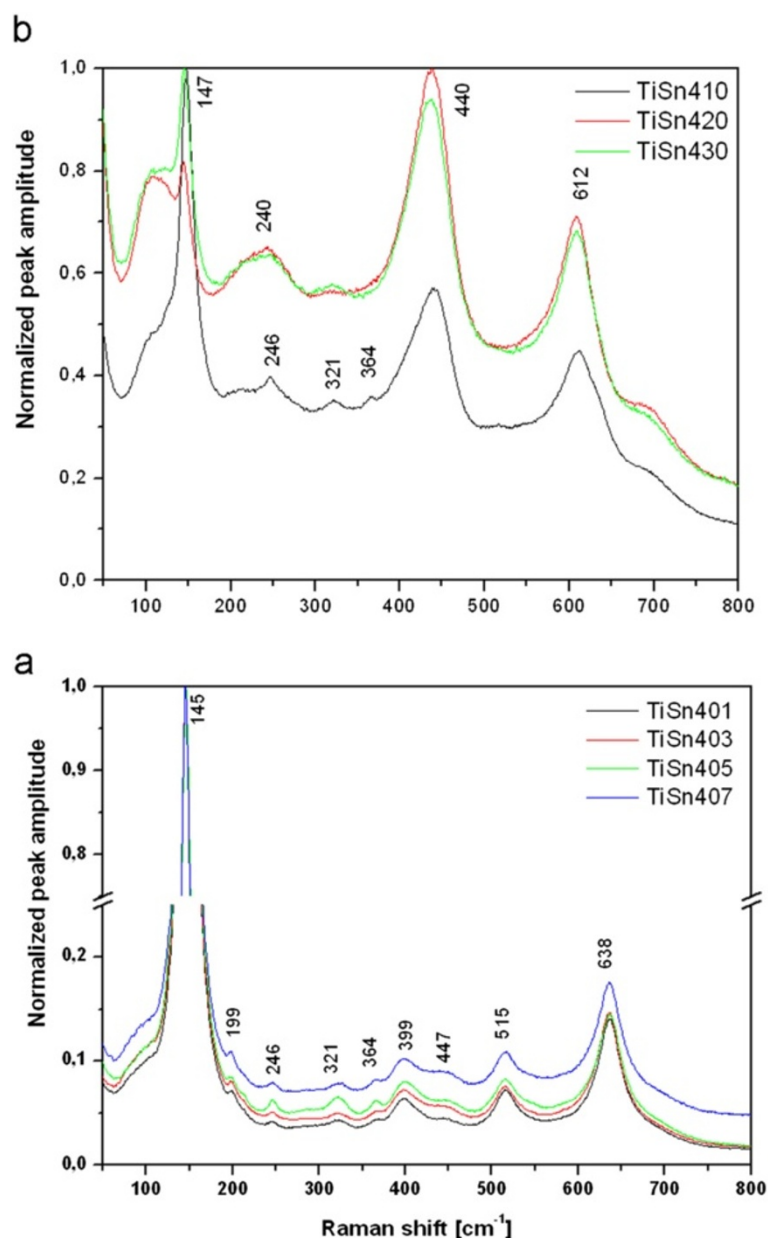 b
1,0
0,8
0,6
0,4
0,2
0,0
Normalized peak amplitude
147
240
246
321
364
440
612
TiSn410
TiSn420
TiSn430
100 200 300 400 500 600 700 800
a
1,0
0,9
0,8
0,2
0,1
0,0
Normalized peak amplitude
145
199
246
321
364
399
447
515
638
TiSn401
TiSn403
TiSn405
TiSn407
100 200 300 400 500 600 700 800
Raman shift [cm⁻¹]